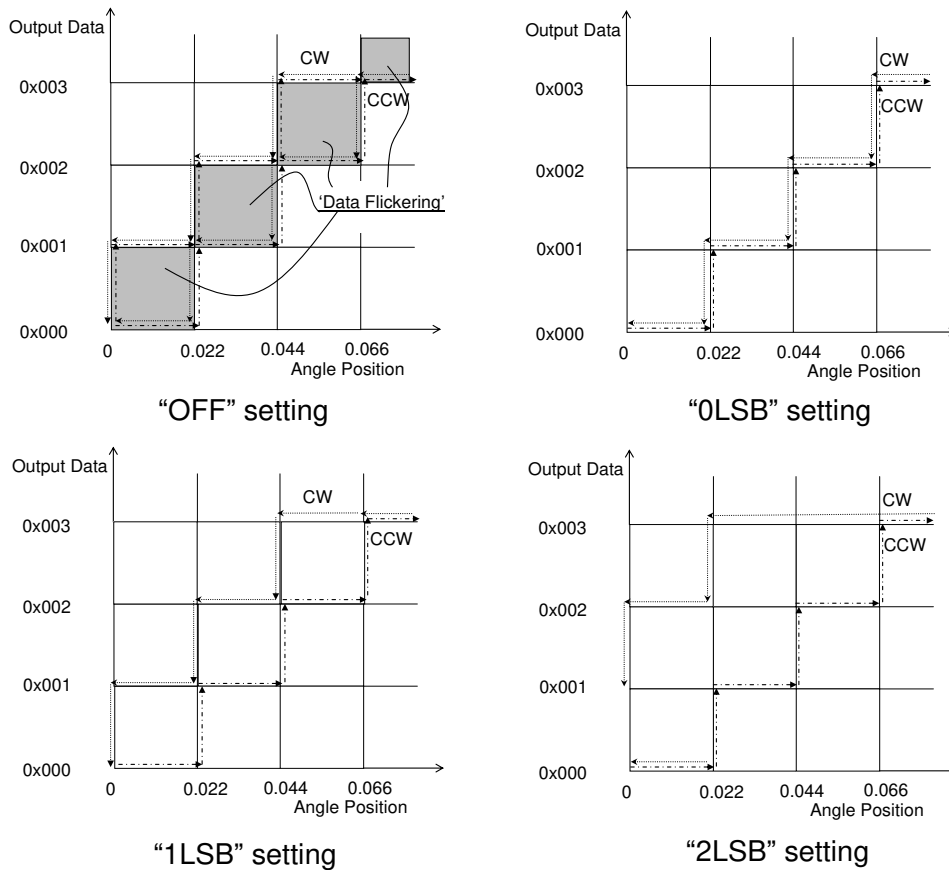 Output Data
CW
0x003
CCW
0x002
'Data Flickering'
0x001
0x000
0 0.022 0.044 0.066
Angle Position
“OFF” setting
Output Data
CW
0x003
CCW
0x002
0x001
0x000
0 0.022 0.044 0.066
Angle Position
“0LSB” setting
Output Data
CW
0x003
CCW
0x002
0x001
0x000
0 0.022 0.044 0.066
Angle Position
“1LSB” setting
Output Data
CW
0x003
CCW
0x002
0x001
0x000
0 0.022 0.044 0.066
Angle Position
“2LSB” setting